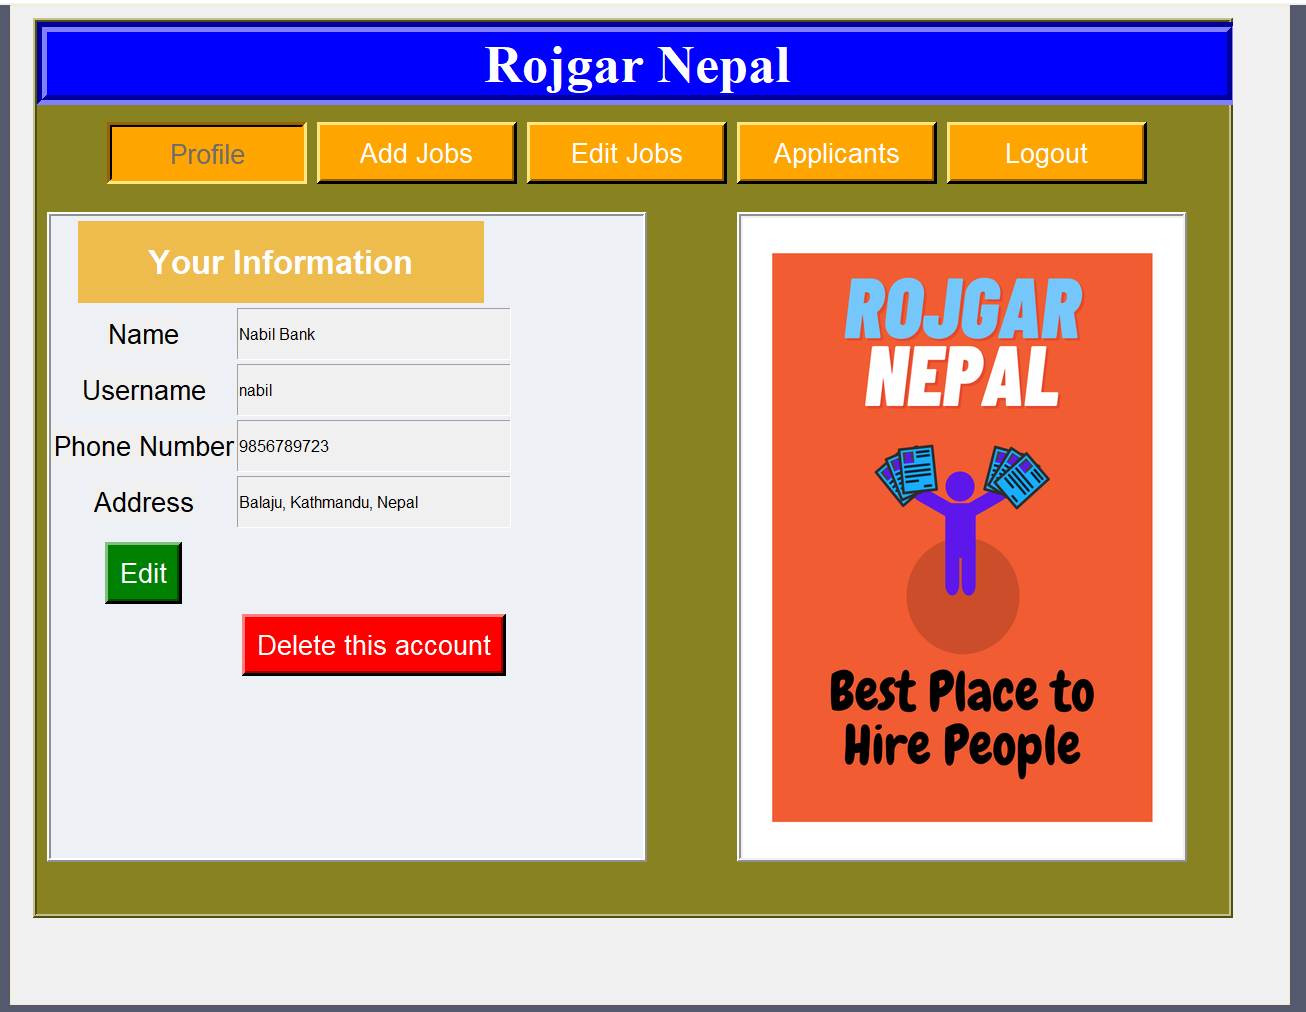 Rojgar Nepal
Profile
Add Jobs
Edit Jobs
Applicants
Logout
Your Information
Name
Nabil Bank
Username
nabil
Phone Number
9856789723
Address
Balaju, Kathmandu, Nepal
Edit
Delete this account
ROJGAR
NEPAL
Best Place to
Hire People